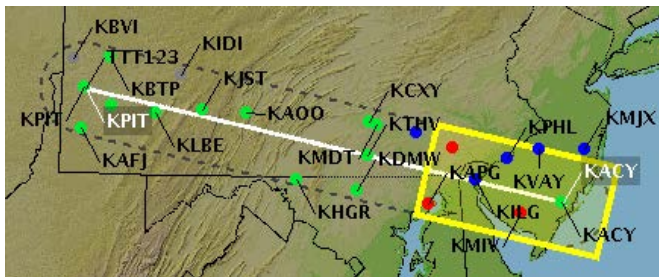 KBVI
TTT123
KIDI
KBTP
KJST
KCXY
KPIT
KPIT
KAOO
KTHV
KPHL
KMJX
KAFJ
KLBE
KMDT
KDMW
KAPG
KVAY
KACY
KHGR
KILG
KMIV
KACY